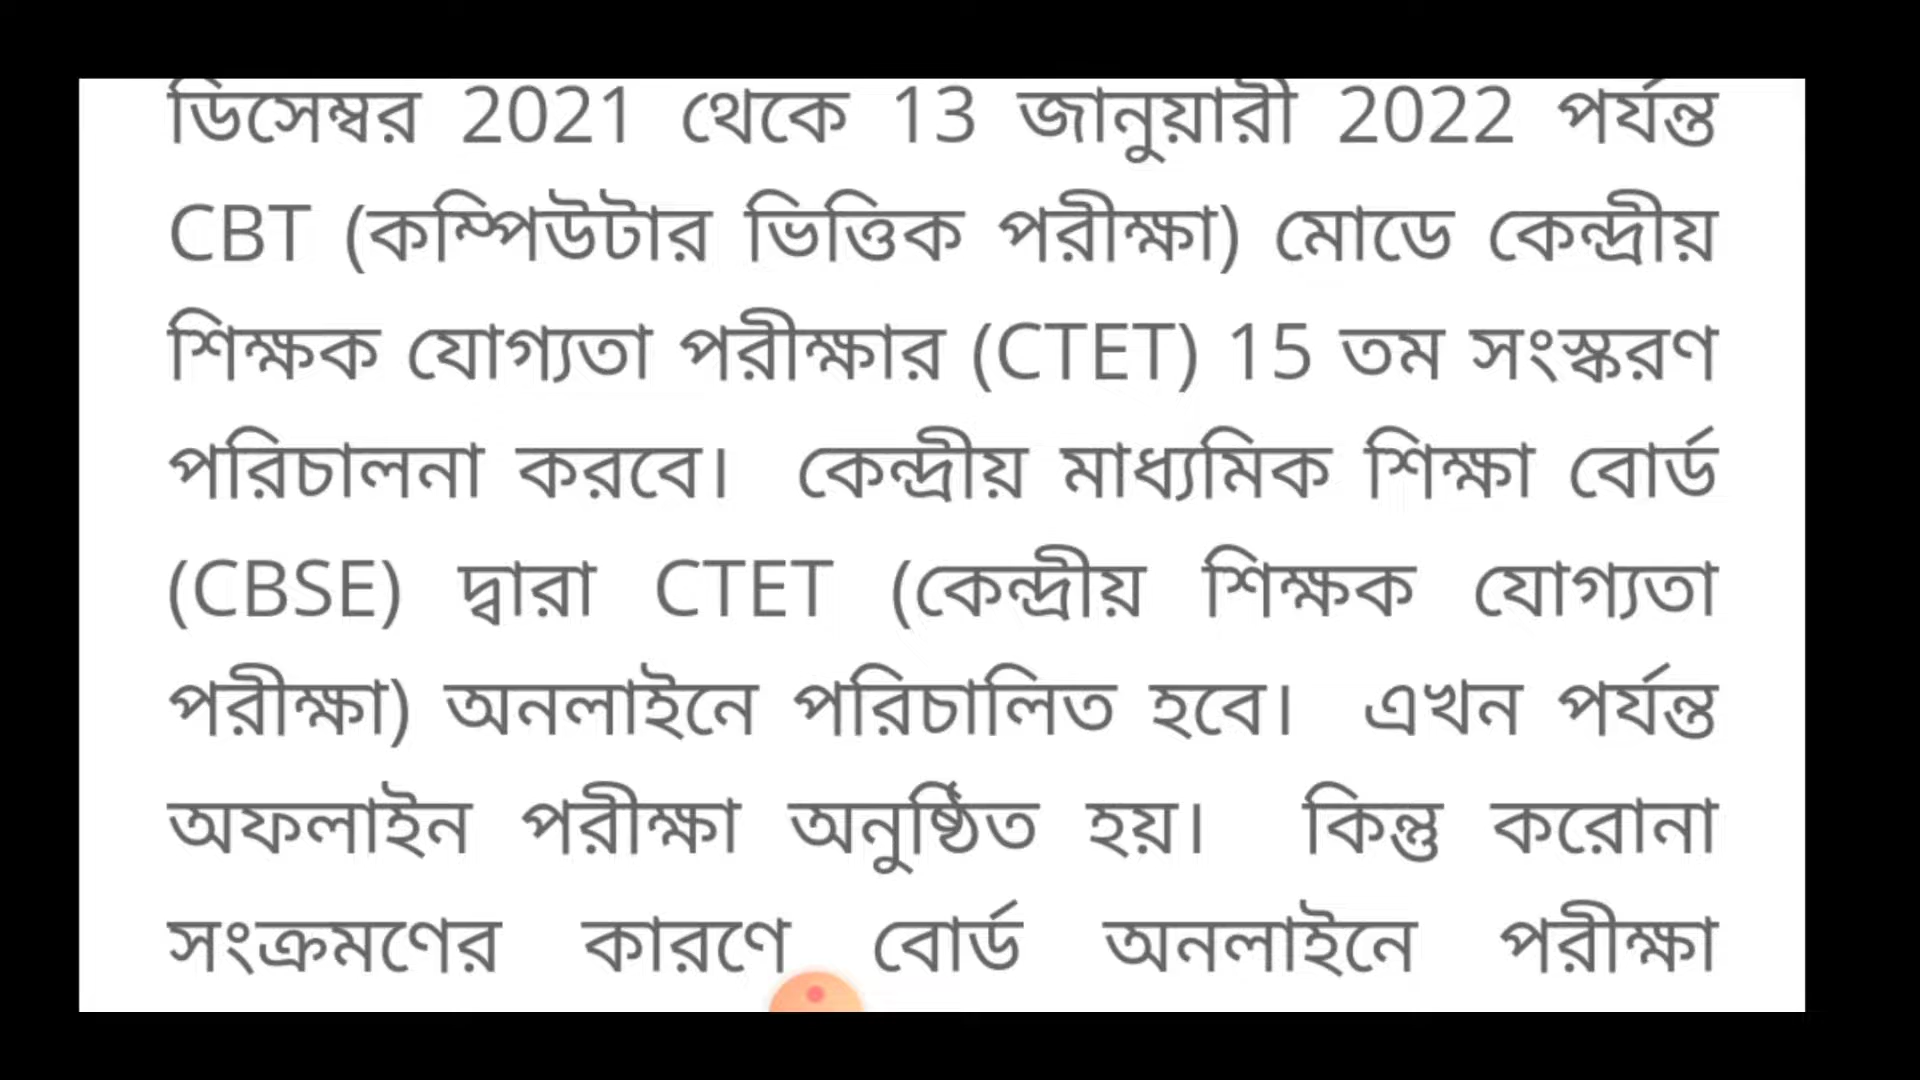 ডিসেম্বর 2021 থেকে 13 জানুয়ারী 2022 পর্যন্ত
CBT (কম্পিউটার ভিত্তিক পরীক্ষা) মোডে কেন্দ্রীয়
শিক্ষক যোগ্যতা পরীক্ষার (CTET) 15 তম সংস্করণ
পরিচালনা করবে। কেন্দ্রীয় মাধ্যমিক শিক্ষা বোর্ড
(CBSE) দ্বারা CTET (কেন্দ্রীয় শিক্ষক যোগ্যতা
পরীক্ষা) অনলাইনে পরিচালিত হবে। এখন পর্যন্ত
অফলাইন পরীক্ষা অনুষ্ঠিত হয়। কিন্তু করোনা
সংক্রমণের কারণে বোর্ড অনলাইনে পরীক্ষা